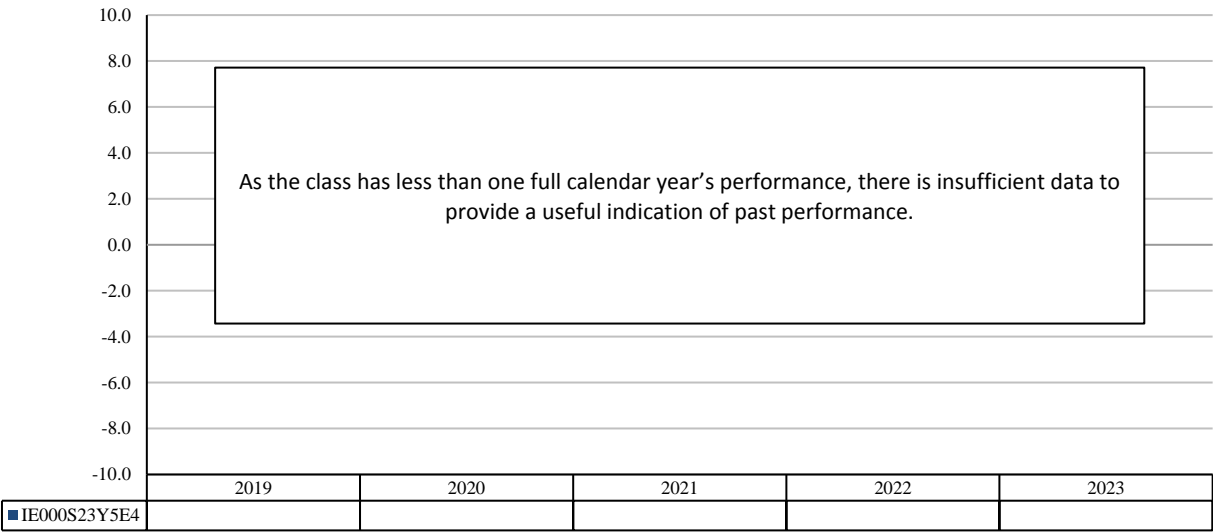 10.0
8.0
6.0
4.0
2.0
0.0
-2.0
-4.0
-6.0
-8.0
-10.0
As the class has less than one full calendar year’s performance, there is insufficient data to
provide a useful indication of past performance.
2019 2020 2021 2022 2023
IE000S23Y5E4